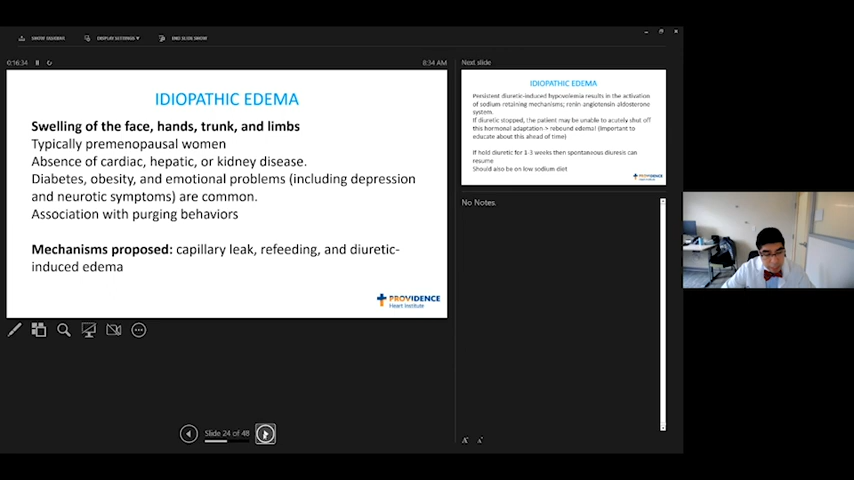 SHOW TASKBAR
DISPLAY SETTINGS ▾
END SLIDE SHOW
0:16:34
8:34 AM
IDIOPATHIC EDEMA
Swelling of the face, hands, trunk, and limbs
Typically premenopausal women
Absence of cardiac, hepatic, or kidney disease.
Diabetes, obesity, and emotional problems (including depression
and neurotic symptoms) are common.
Association with purging behaviors
Mechanisms proposed: capillary leak, refeeding, and diuretic-
induced edema
PROVIDENCE
Heart Institute
Slide 24 of 48
Next slide
IDIOPATHIC EDEMA
Persistent diuretic-induced hypovolemia results in the activation
of sodium-retaining mechanisms; renin angiotensin aldosterone
system.
If diuretic stopped, the patient may be unable to acutely shut off
this hormonal adaptation > rebound edema! (Important to
educate about this ahead of time)
If hold diuretic for 1-3 weeks then spontaneous diuresis can
resume
Should also be on low sodium diet
PROVIDENCE
Heart Institute
No Notes.
A A